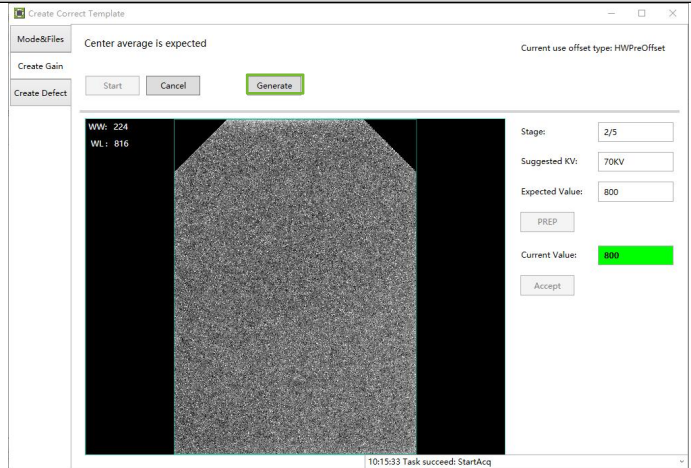 Create Correct Template
Mode&Files
Create Gain
Create Defect
Center average is expected
Current use offset type: HWPreOffset
Start
Cancel
Generate
WW: 224
WL: 816
Stage:
2/5
Suggested KV:
70KV
Expected Value:
800
PREP
Current Value:
800
Accept
10:15:33 Task succeed: StartAcq